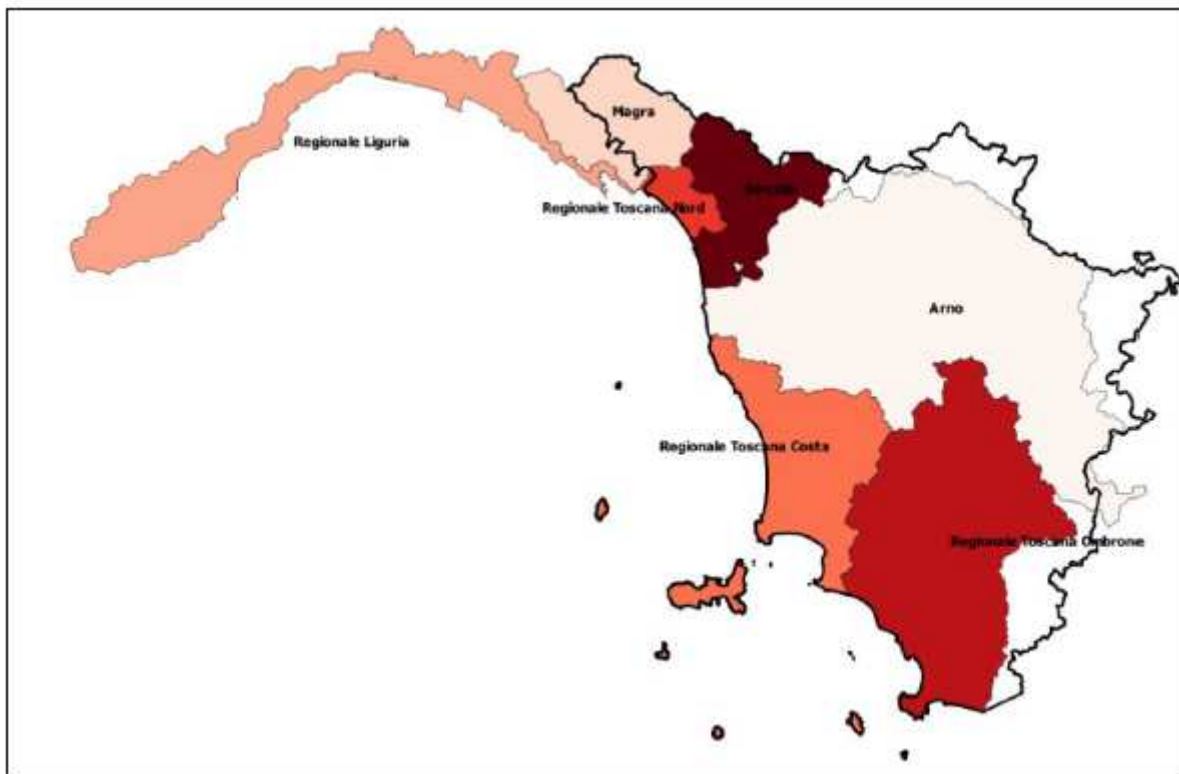 Magra
Regionale Liguria
Regionale Toscana Nord
Arno
Regionale Toscana Costa
Regionale Toscana Ombrone